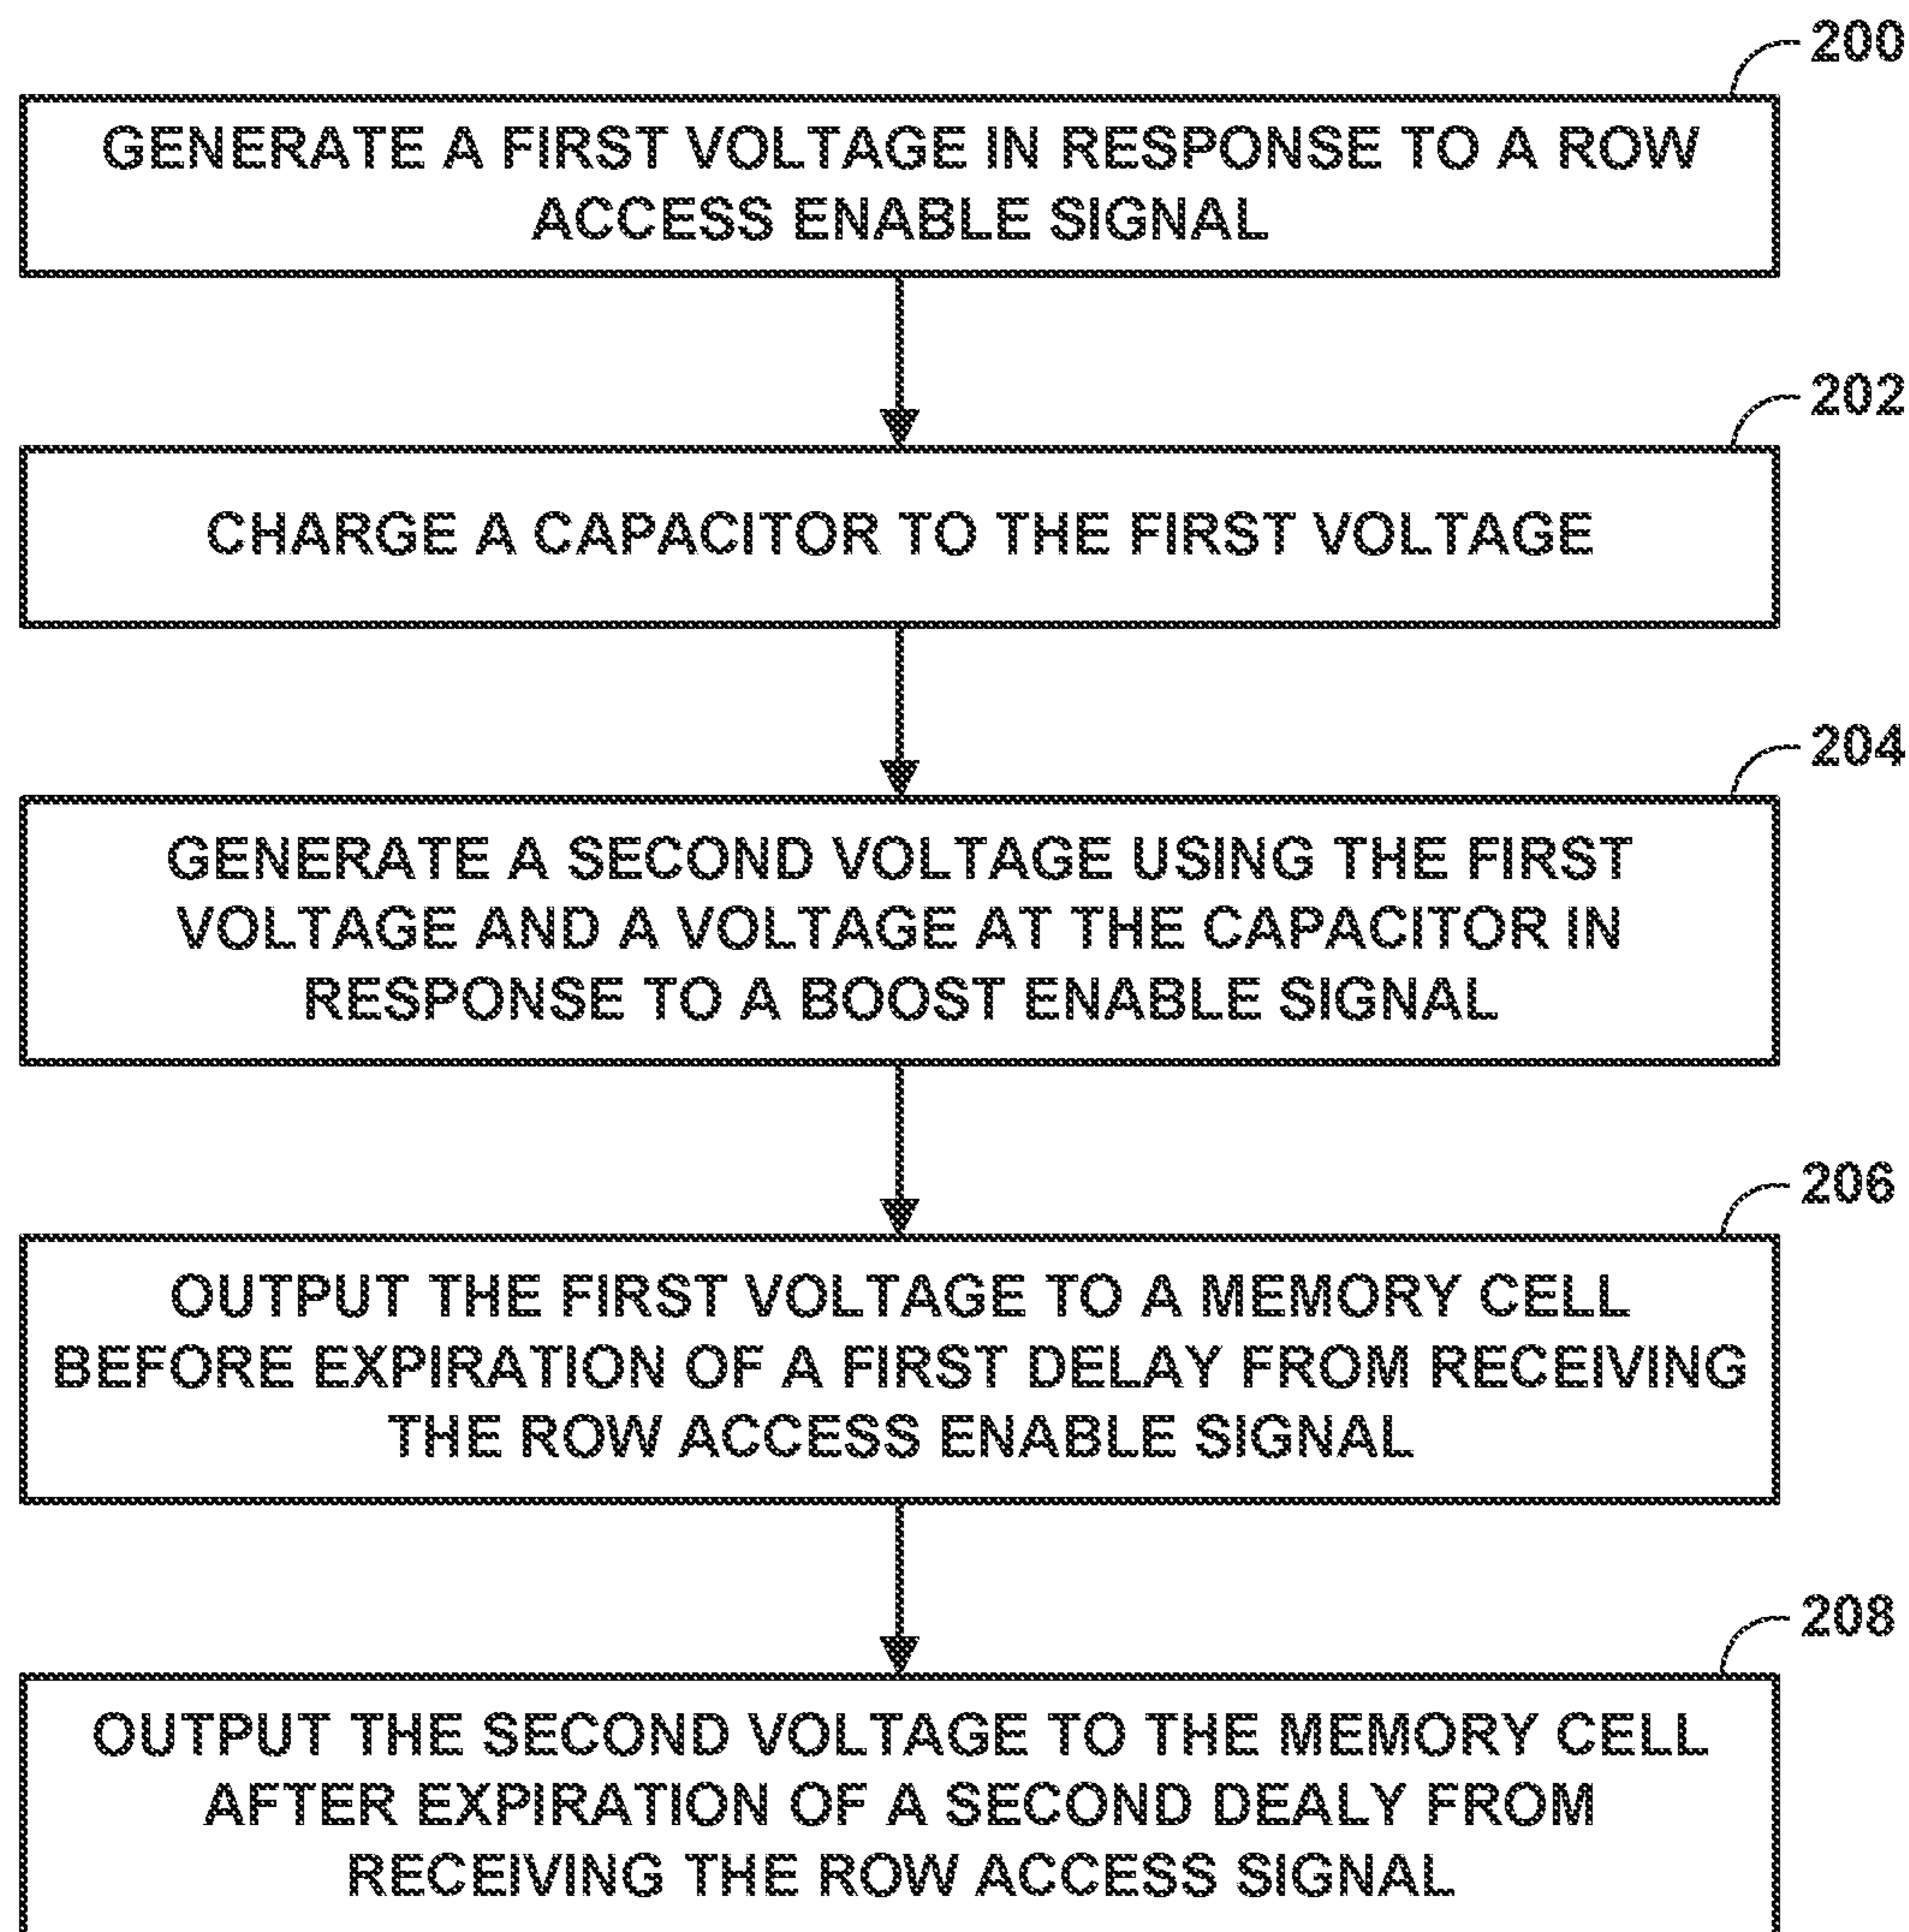 200
GENERATE A FIRST VOLTAGE IN RESPONSE TO A ROW
ACCESS ENABLE SIGNAL
202
CHARGE A CAPACITOR TO THE FIRST VOLTAGE
204
GENERATE A SECOND VOLTAGE USING THE FIRST
VOLTAGE AND A VOLTAGE AT THE CAPACITOR IN
RESPONSE TO A BOOST ENABLE SIGNAL
206
OUTPUT THE FIRST VOLTAGE TO A MEMORY CELL
BEFORE EXPIRATION OF A FIRST DELAY FROM RECEIVING
THE ROW ACCESS ENABLE SIGNAL
208
OUTPUT THE SECOND VOLTAGE TO THE MEMORY CELL
AFTER EXPIRATION OF A SECOND DEALY FROM
RECEIVING THE ROW ACCESS SIGNAL